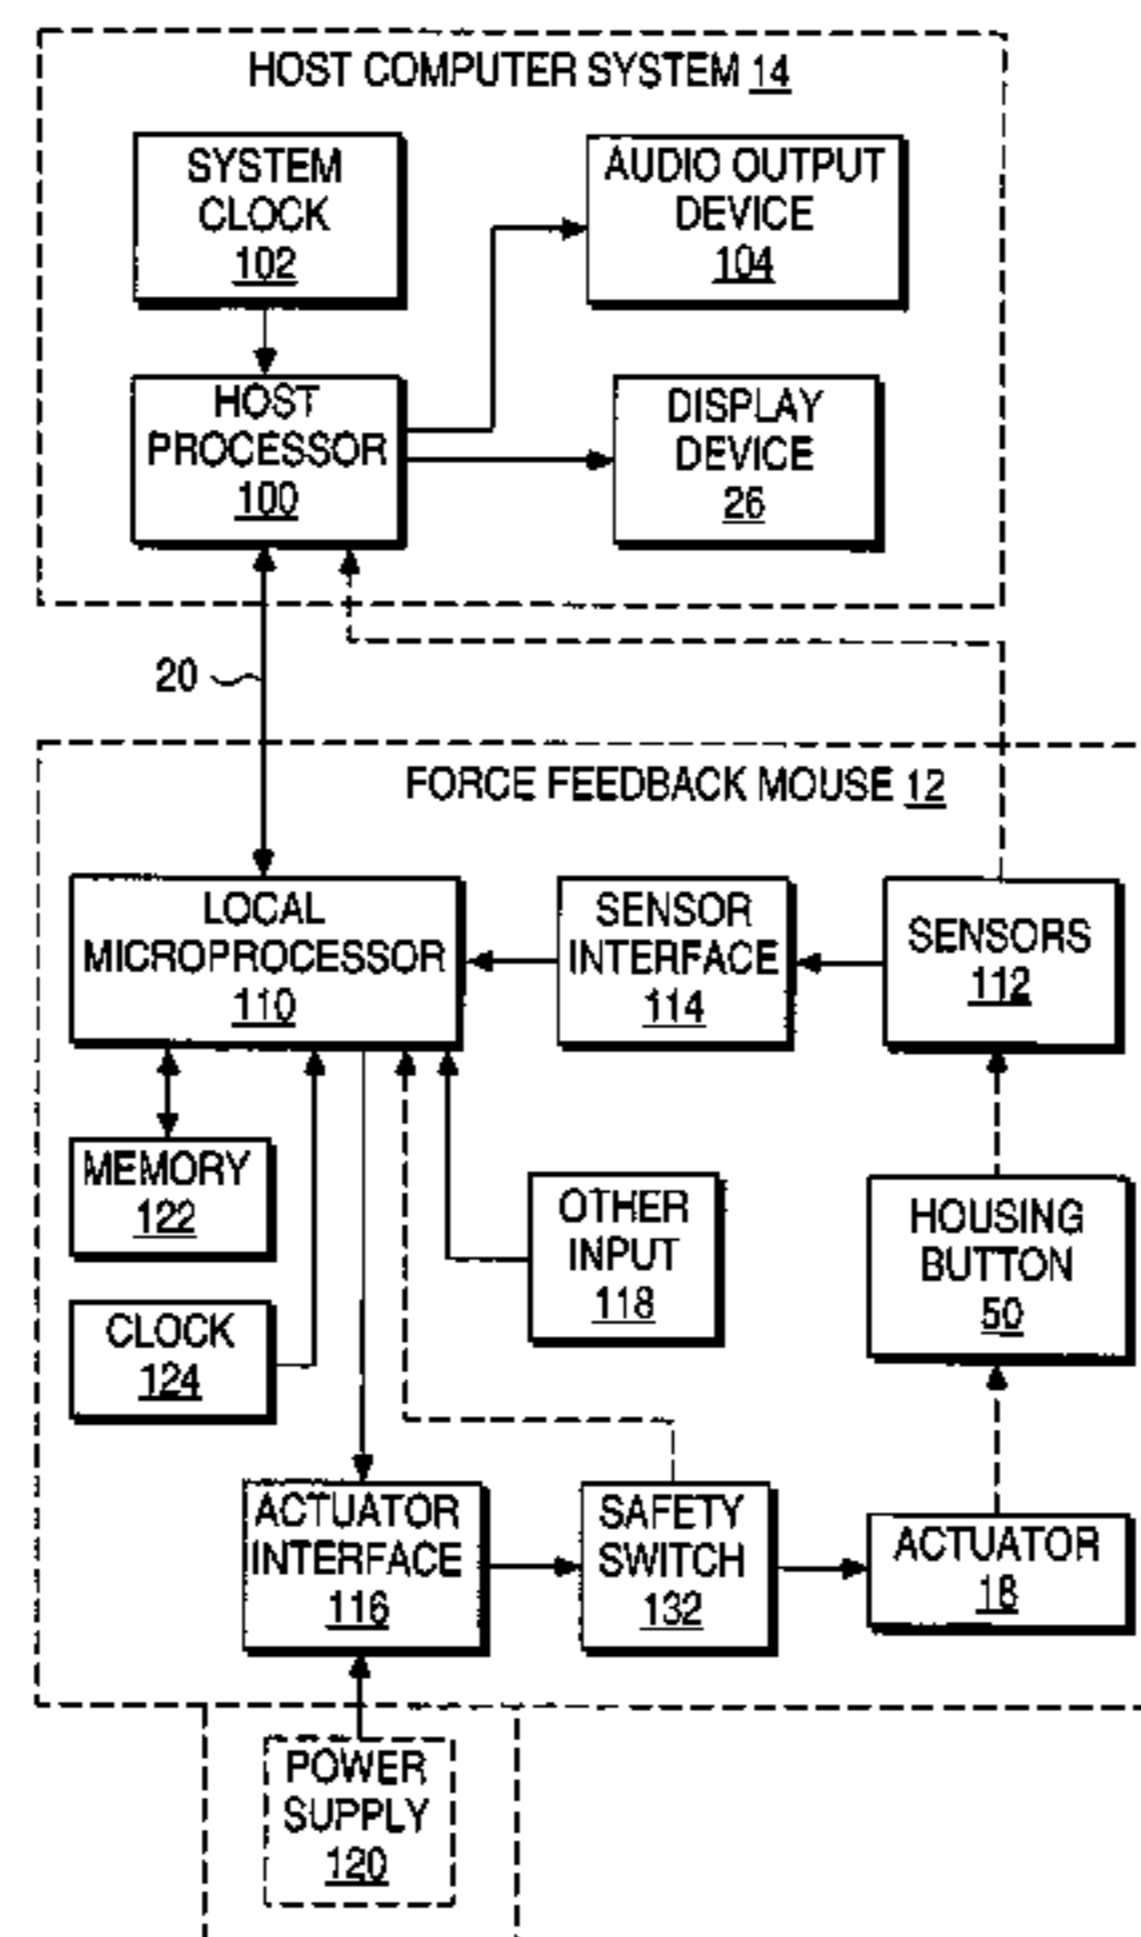 HOST COMPUTER SYSTEM 14
SYSTEM
CLOCK
102
AUDIO OUTPUT
DEVICE
104
HOST
PROCESSOR
100
DISPLAY
DEVICE
26
20
FORCE FEEDBACK MOUSE 12
LOCAL
MICROPROCESSOR
110
SENSOR
INTERFACE
114
SENSORS
112
MEMORY
122
OTHER
INPUT
118
HOUSING
BUTTON
50
CLOCK
124
ACTUATOR
INTERFACE
116
SAFETY
SWITCH
132
ACTUATOR
18
POWER
SUPPLY
120